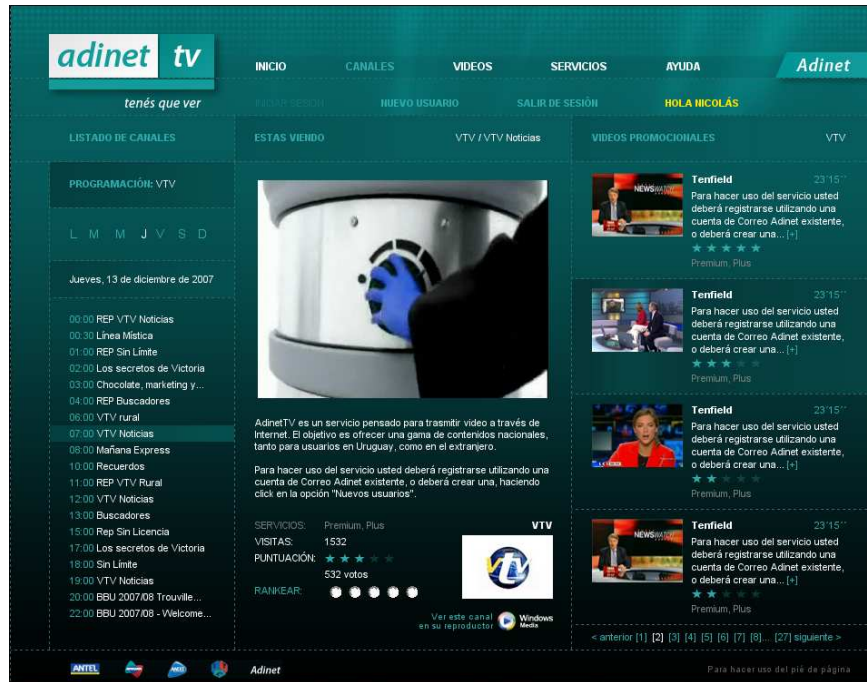 adinet tv
tenés que ver
INICIO
CANALES
VIDEOS
SERVICIOS
AYUDA
Adinet
INICIAR SESIÓN
NUEVO USUARIO
SALIR DE SESIÓN
HOLA NICOLÁS
LISTADO DE CANALES
PROGRAMACIÓN: VTV
L M M J V S D
Jueves, 13 de diciembre de 2007
00:00 REP VTV Noticias
00:30 Línea Mística
01:00 REP Sin Límite
02:00 Los secretos de Victoria
03:00 Chocolate, marketing y...
04:00 REP Buscadores
06:00 VTV rural
07:00 VTV Noticias
08:00 Mañana Express
10:00 Recuerdos
11:00 REP VTV Rural
12:00 VTV Noticias
13:00 Buscadores
15:00 Rep Sin Licencia
17:00 Los secretos de Victoria
18:00 Sin Límite
19:00 VTV Noticias
20:00 BBU 2007/08 Trouville...
22:00 BBU 2007/08 - Welcome...
ESTAS VIENDO
VTV / VTV Noticias
AdinetTV es un servicio pensado para trasmitir video a través de
Internet. El objetivo es ofrecer una gama de contenidos nacionales,
tanto para usuarios en Uruguay, como en el extranjero.
Para hacer uso del servicio usted deberá registrarse utilizando una
cuenta de Correo Adinet existente, o deberá crear una, haciendo
click en la opción "Nuevos usuarios".
SERVICIOS: Premium, Plus
VISITAS: 1532
PUNTUACIÓN:
532 votos
RANKEAR:
VTV
vtv
Ver este canal
en su reproductor
Windows
Media
VIDEOS PROMOCIONALES
VTV
NEWSWATCH
Tenfield 23'15''
Para hacer uso del servicio usted
deberá registrarse utilizando una
cuenta de Correo Adinet existente,
o deberá crear una... [+]
Premium, Plus
Tenfield 23'15''
Para hacer uso del servicio usted
deberá registrarse utilizando una
cuenta de Correo Adinet existente,
o deberá crear una... [+]
Premium, Plus
Tenfield 23'15''
Para hacer uso del servicio usted
deberá registrarse utilizando una
cuenta de Correo Adinet existente,
o deberá crear una... [+]
Premium, Plus
NEWSWATCH
Tenfield 23'15''
Para hacer uso del servicio usted
deberá registrarse utilizando una
cuenta de Correo Adinet existente,
o deberá crear una... [+]
Premium, Plus
< anterior [1] [2] [3] [4] [5] [6] [7] [8]... [27] siguiente >
ANTEL
ANCO
Adinet
Para hacer uso del piè de página